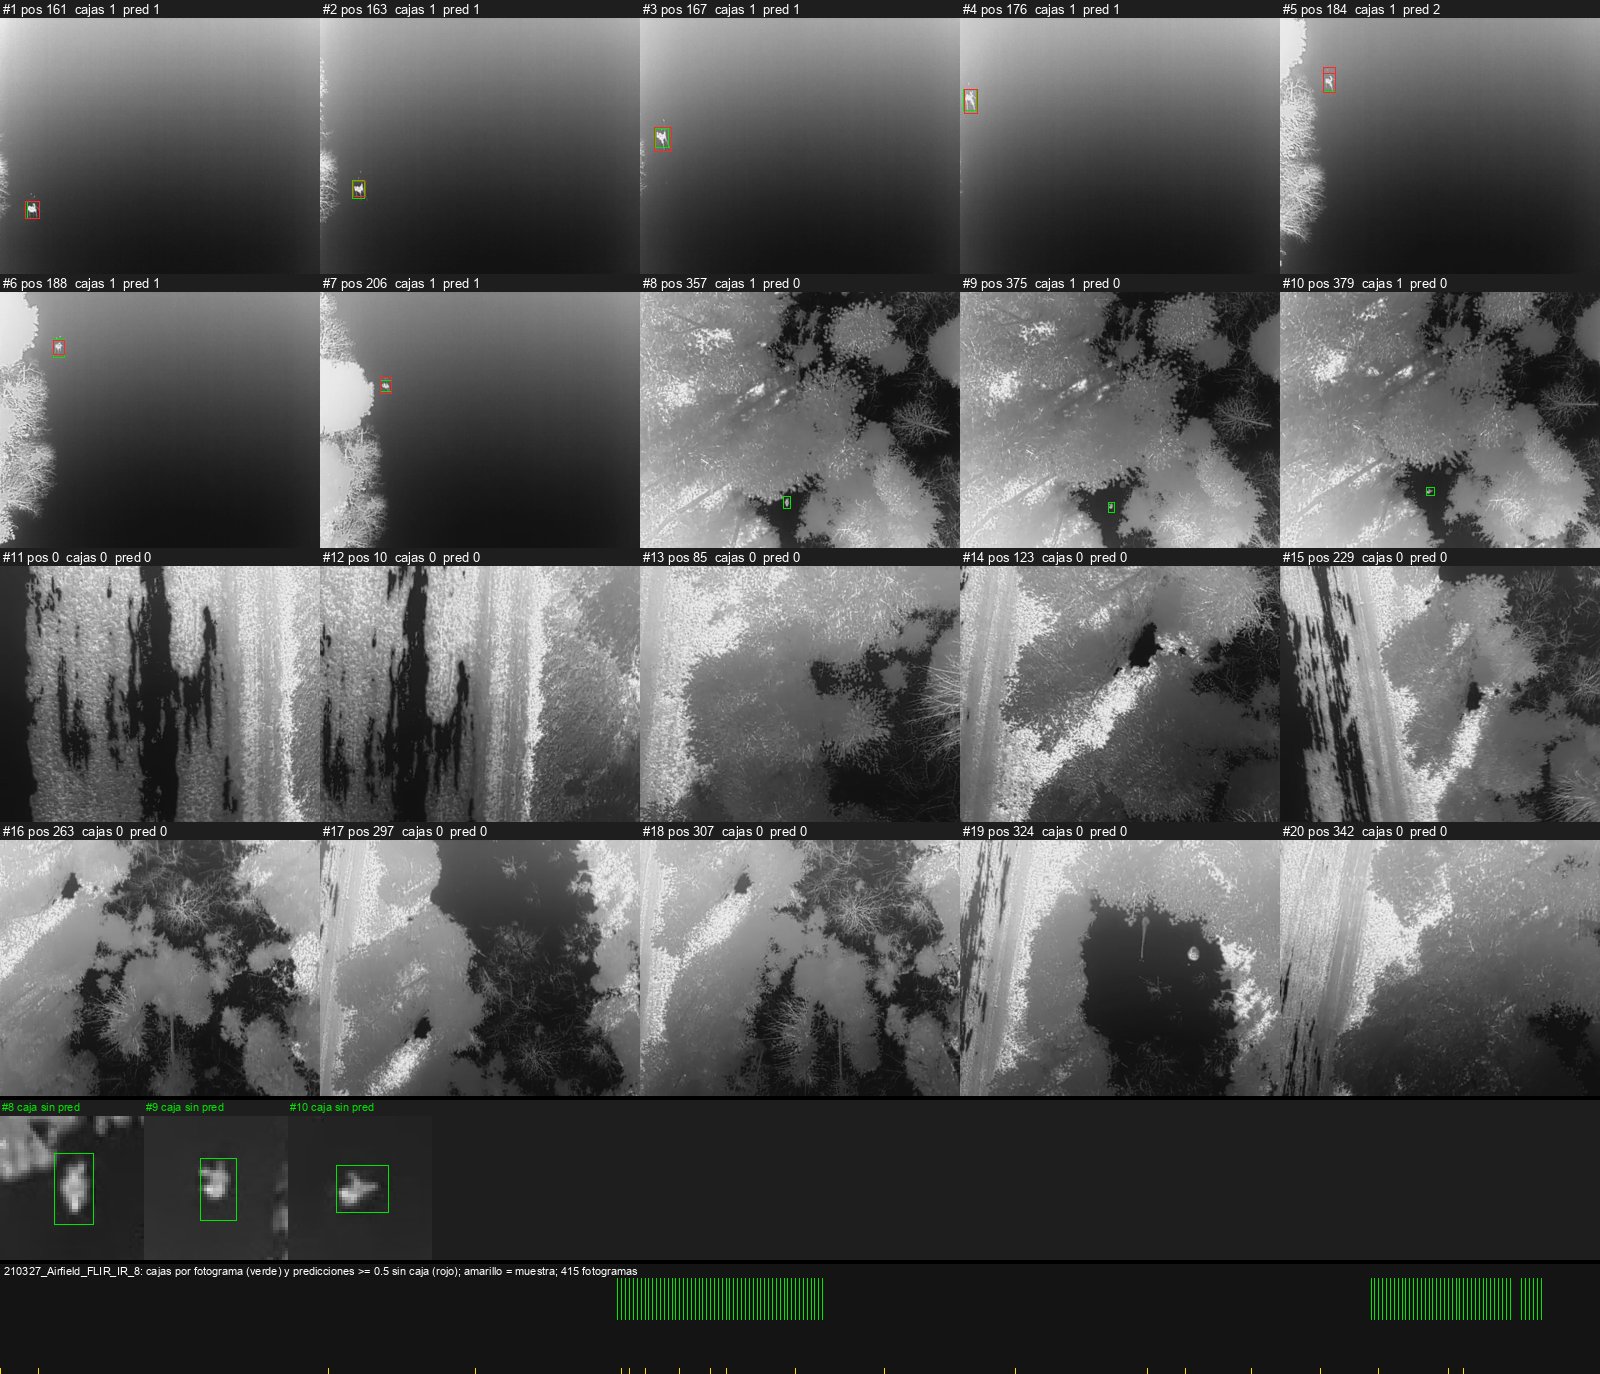 #1 pos 161 cajas 1 pred 1
#2 pos 163 cajas 1 pred 1
#3 pos 167 cajas 1 pred 1
#4 pos 176 cajas 1 pred 1
#5 pos 184 cajas 1 pred 2
#6 pos 188 cajas 1 pred 1
#7 pos 206 cajas 1 pred 1
#8 pos 357 cajas 1 pred 0
#9 pos 375 cajas 1 pred 0
#10 pos 379 cajas 1 pred 0
#11 pos 0 cajas 0 pred 0
#12 pos 10 cajas 0 pred 0
#13 pos 85 cajas 0 pred 0
#14 pos 123 cajas 0 pred 0
#15 pos 229 cajas 0 pred 0
#16 pos 263 cajas 0 pred 0
#17 pos 297 cajas 0 pred 0
#18 pos 307 cajas 0 pred 0
#19 pos 324 cajas 0 pred 0
#20 pos 342 cajas 0 pred 0
#8 caja sin pred
#9 caja sin pred
#10 caja sin pred
210327_Airfield_FLIR_IR_8: cajas por fotograma (verde) y predicciones >= 0.5 sin caja (rojo); amarillo = muestra; 415 fotogramas